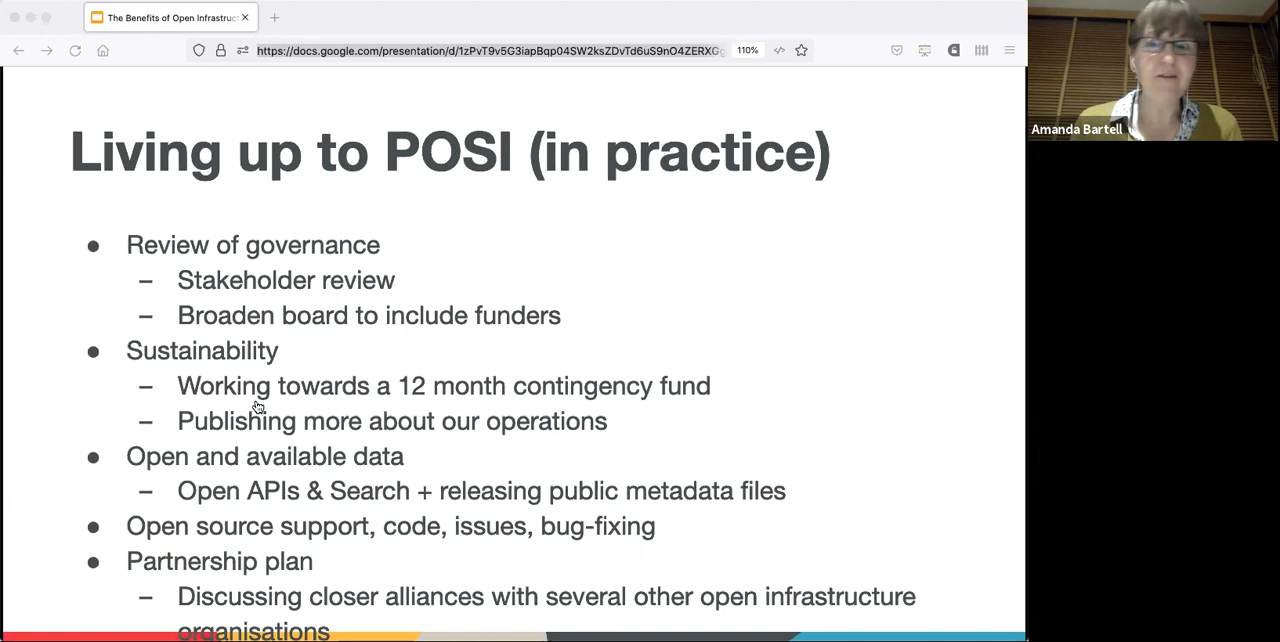 The Benefits of Open Infrastruc
https://docs.google.com/presentation/d/1zPvT9v5G3iapBqp04SW2ksZDvTd6uS9nO4ZERXG
110%
Amanda Bartell
Living up to POSI (in practice)
● Review of governance
– Stakeholder review
– Broaden board to include funders
● Sustainability
– Working towards a 12 month contingency fund
– Publishing more about our operations
● Open and available data
– Open APIs & Search + releasing public metadata files
● Open source support, code, issues, bug-fixing
● Partnership plan
– Discussing closer alliances with several other open infrastructure
organisations